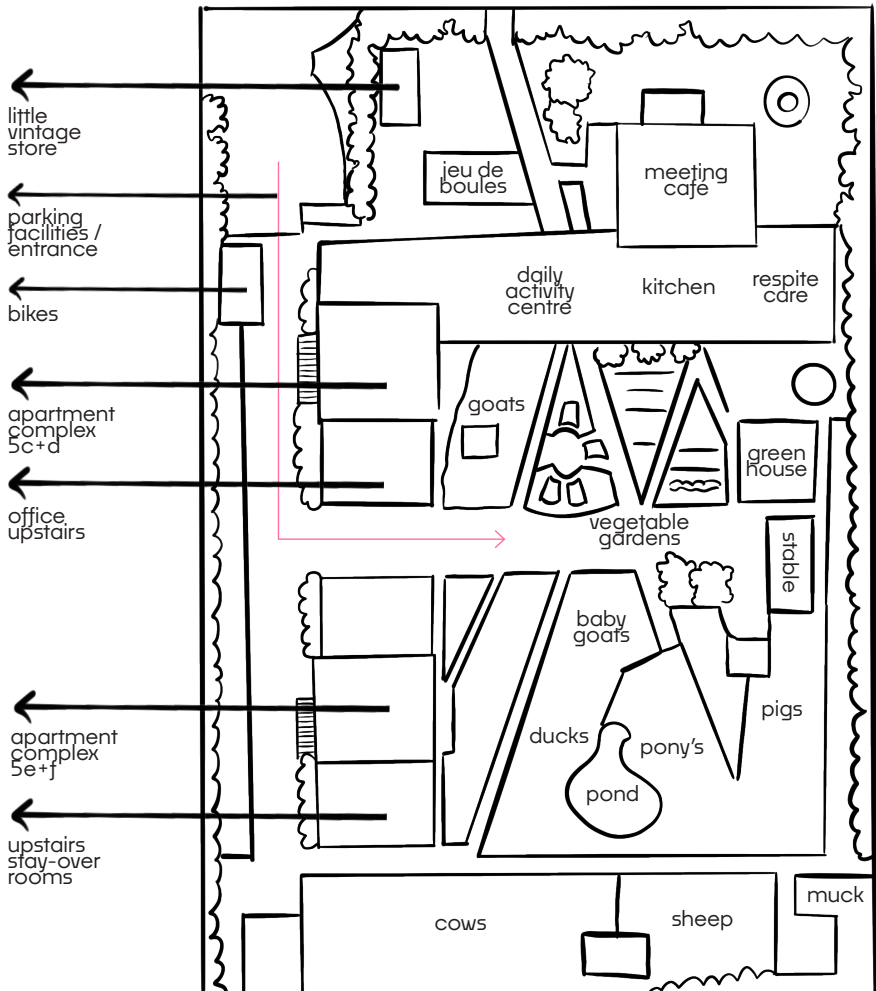 little
vintage
store
parking
facilities /
entrance
bikes
apartment
complex
5c+d
office
upstairs
apartment
complex
5e+f
upstairs
stay-over
rooms
jeu de
boules
meeting
café
daily
activity
centre
kitchen
respite
care
goats
green
house
vegetable
gardens
stable
baby
goats
ducks
pony's
pigs
pond
cows
sheep
muck